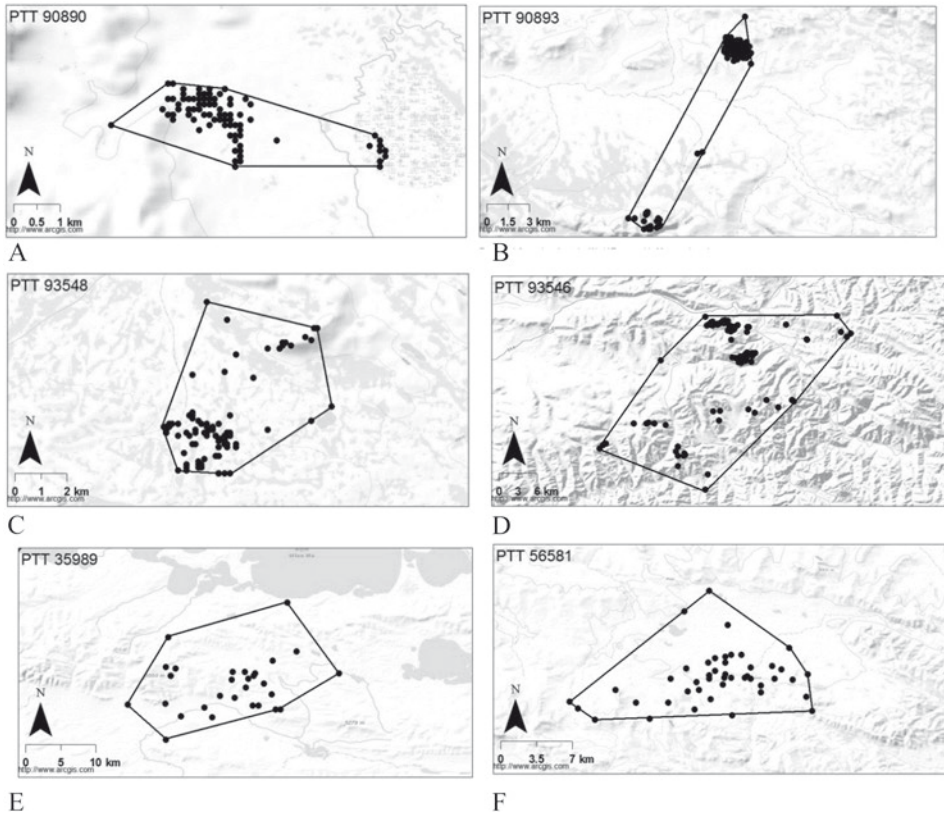 PTT 90890
N
0 0.5 1 km
http://www.arcgis.com
A
PTT 90893
N
0 1.5 3 km
http://www.arcgis.com
B
PTT 93548
N
0 1 2 km
http://www.arcgis.com
C
PTT 93546
N
0 3 6 km
http://www.arcgis.com
D
PTT 35989
N
0 5 10 km
http://www.arcgis.com
E
PTT 56581
N
0 3.5 7 km
http://www.arcgis.com
F